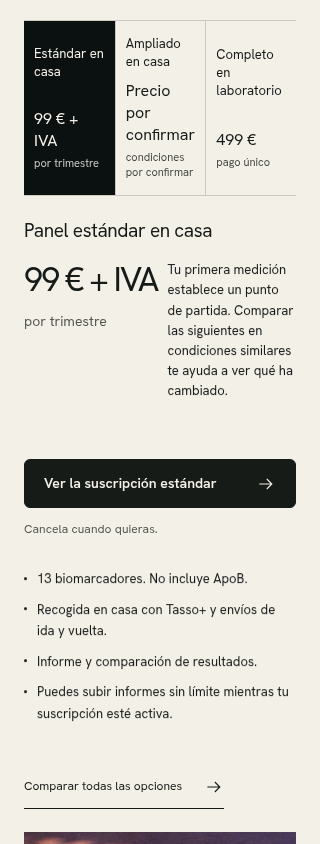 Estándar en
casa
99 € +
IVA
por trimestre
Ampliado
en casa
Precio
por
confirmar
condiciones
por confirmar
Completo
en
laboratorio
499 €
pago único
Panel estándar en casa
99 € + IVA
por trimestre
Tu primera medición
establece un punto
de partida. Comparar
las siguientes en
condiciones similares
te ayuda a ver qué ha
cambiado.
Ver la suscripción estándar →
Cancela cuando quieras.
• 13 biomarcadores. No incluye ApoB.
• Recogida en casa con Tasso+ y envíos de
ida y vuelta.
• Informe y comparación de resultados.
• Puedes subir informes sin límite mientras tu
suscripción esté activa.
Comparar todas las opciones →